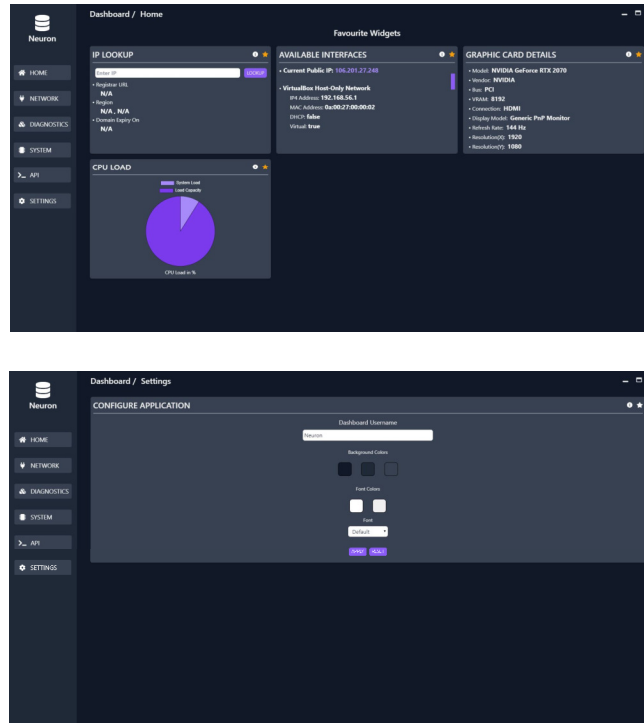 Dashboard / Home
Neuron
HOME
NETWORK
DIAGNOSTICS
SYSTEM
API
SETTINGS
Favourite Widgets
IP LOOKUP
Enter IP
LOOKUP
• Registrar URL
N/A
• Region
N/A , N/A
• Domain Expiry On
N/A
AVAILABLE INTERFACES
• Current Public IP: 106.201.27.248
• VirtualBox Host-Only Network
IP4 Address: 192.168.56.1
MAC Address: 0a:00:27:00:00:02
DHCP: false
Virtual: true
GRAPHIC CARD DETAILS
• Model: NVIDIA GeForce RTX 2070
• Vendor: NVIDIA
• Bus: PCI
• VRAM: 8192
• Connection: HDMI
• Display Model: Generic PnP Monitor
• Refresh Rate: 144 Hz
• Resolution(X): 1920
• Resolution(Y): 1080
CPU LOAD
System Load
Load Capacity
CPU Load in %
Dashboard / Settings
Neuron
HOME
NETWORK
DIAGNOSTICS
SYSTEM
API
SETTINGS
CONFIGURE APPLICATION
Dashboard Username
Neuron
Background Colors
Font Colors
Font
Default
APPLY RESET